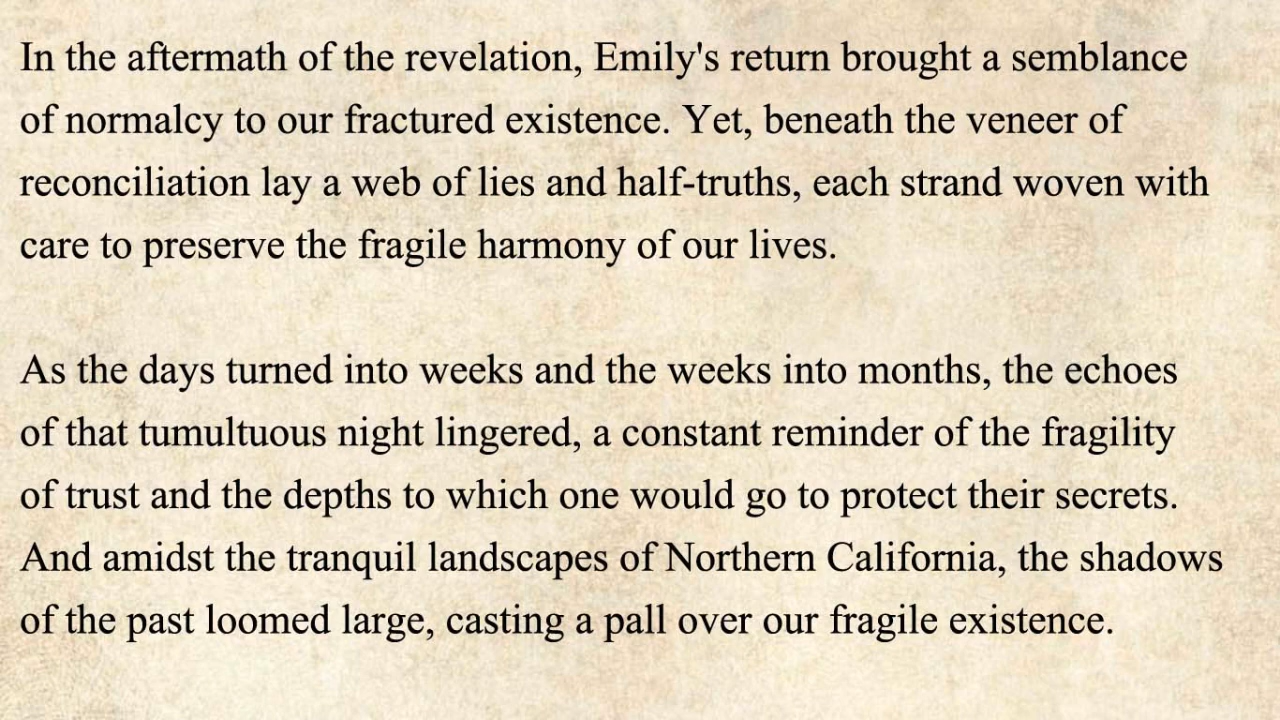 In the aftermath of the revelation, Emily's return brought a semblance
of normalcy to our fractured existence. Yet, beneath the veneer of
reconciliation lay a web of lies and half-truths, each strand woven with
care to preserve the fragile harmony of our lives.
As the days turned into weeks and the weeks into months, the echoes
of that tumultuous night lingered, a constant reminder of the fragility
of trust and the depths to which one would go to protect their secrets.
And amidst the tranquil landscapes of Northern California, the shadows
of the past loomed large, casting a pall over our fragile existence.